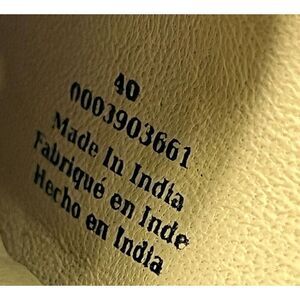 40
0003903661
Made in India
Fabriqué en Inde
Hecho en India